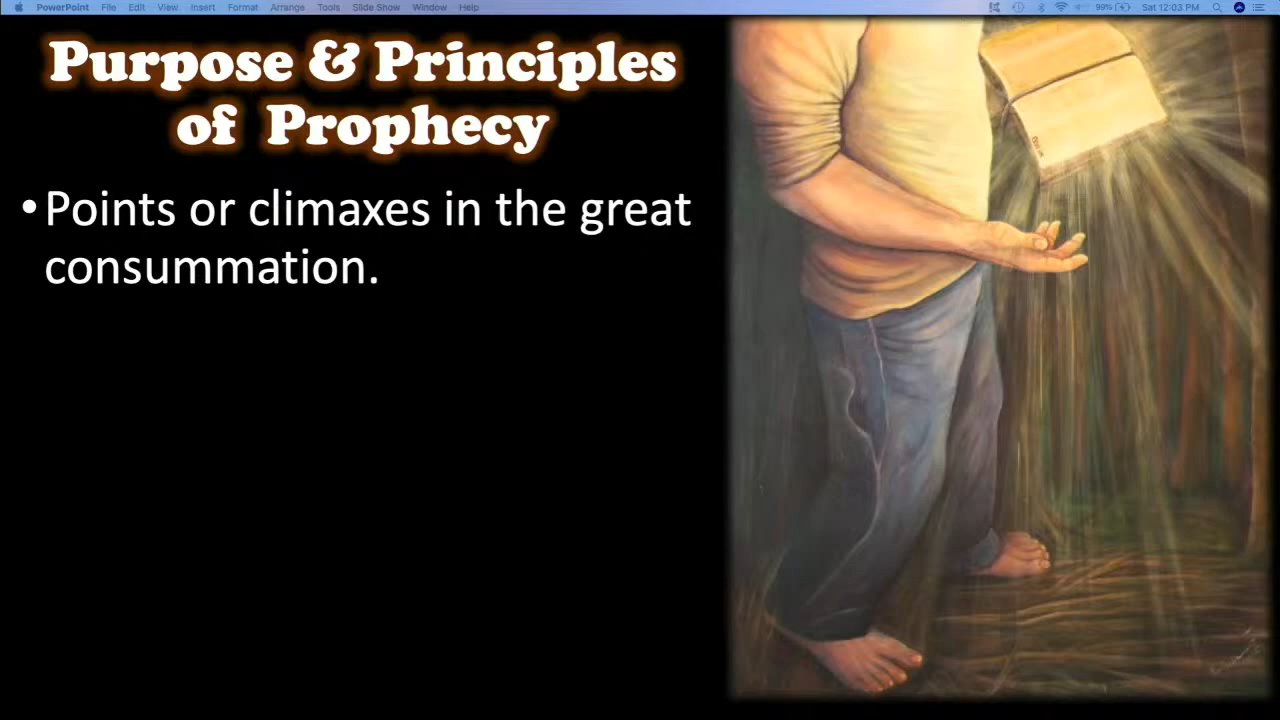 PowerPoint File Edit View Insert Format Arrange Tools Slide Show Window Help 99% Sat 12:03 PM
Purpose & Principles
of Prophecy
•Points or climaxes in the great
consummation.